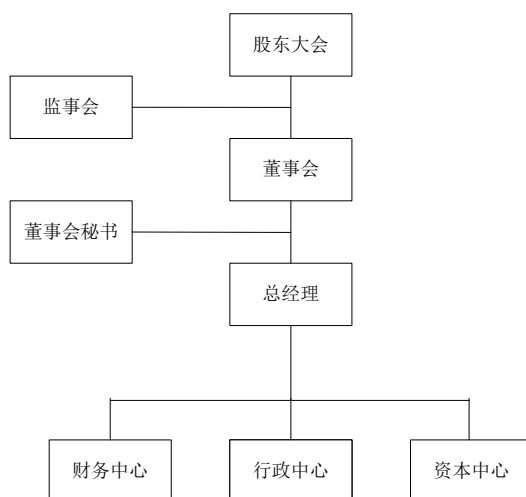 股东大会
监事会
董事会
董事会秘书
总经理
财务中心
行政中心
资本中心